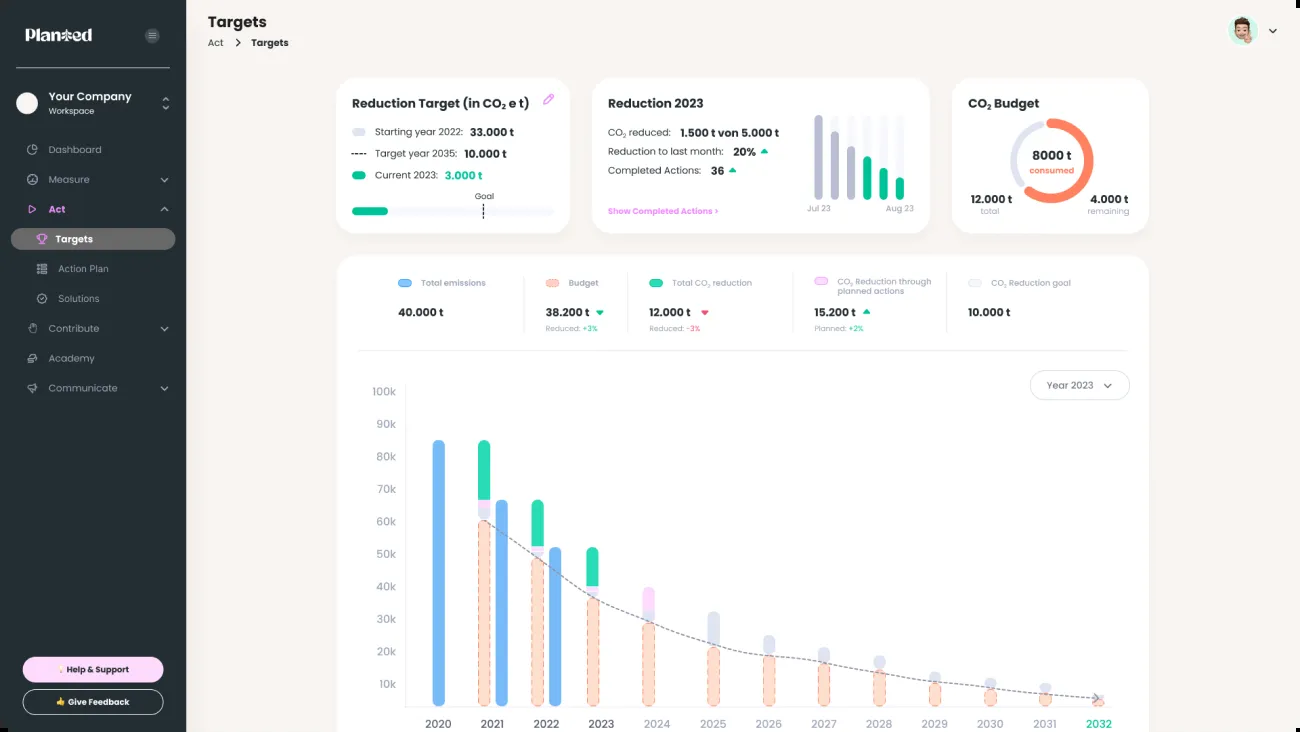 Planted
Your Company
Workspace
Dashboard
Measure
Act
Targets
Action Plan
Solutions
Contribute
Academy
Communicate
Help & Support
👍 Give Feedback
Targets
Act > Targets
Reduction Target (in CO₂ e t)
Starting year 2022: 33.000 t
Target year 2035: 10.000 t
Current 2023: 3.000 t
Goal
Reduction 2023
CO₂ reduced: 1.500 t von 5.000 t
Reduction to last month: 20%
Completed Actions: 36
Show Completed Actions >
Jul 23 Aug 23
CO₂ Budget
8000 t
consumed
12.000 t 4.000 t
total remaining
Total emissions
40.000 t
Budget
38.200 t
Reduced: +3%
Total CO₂ reduction
12.000 t
Reduced: -3%
CO₂ Reduction through
planned actions
15.200 t
Planned: +2%
CO₂ Reduction goal
10.000 t
Year 2023
100k
90k
80k
70k
60k
50k
40k
30k
20k
10k
2020 2021 2022 2023 2024 2025 2026 2027 2028 2029 2030 2031 2032